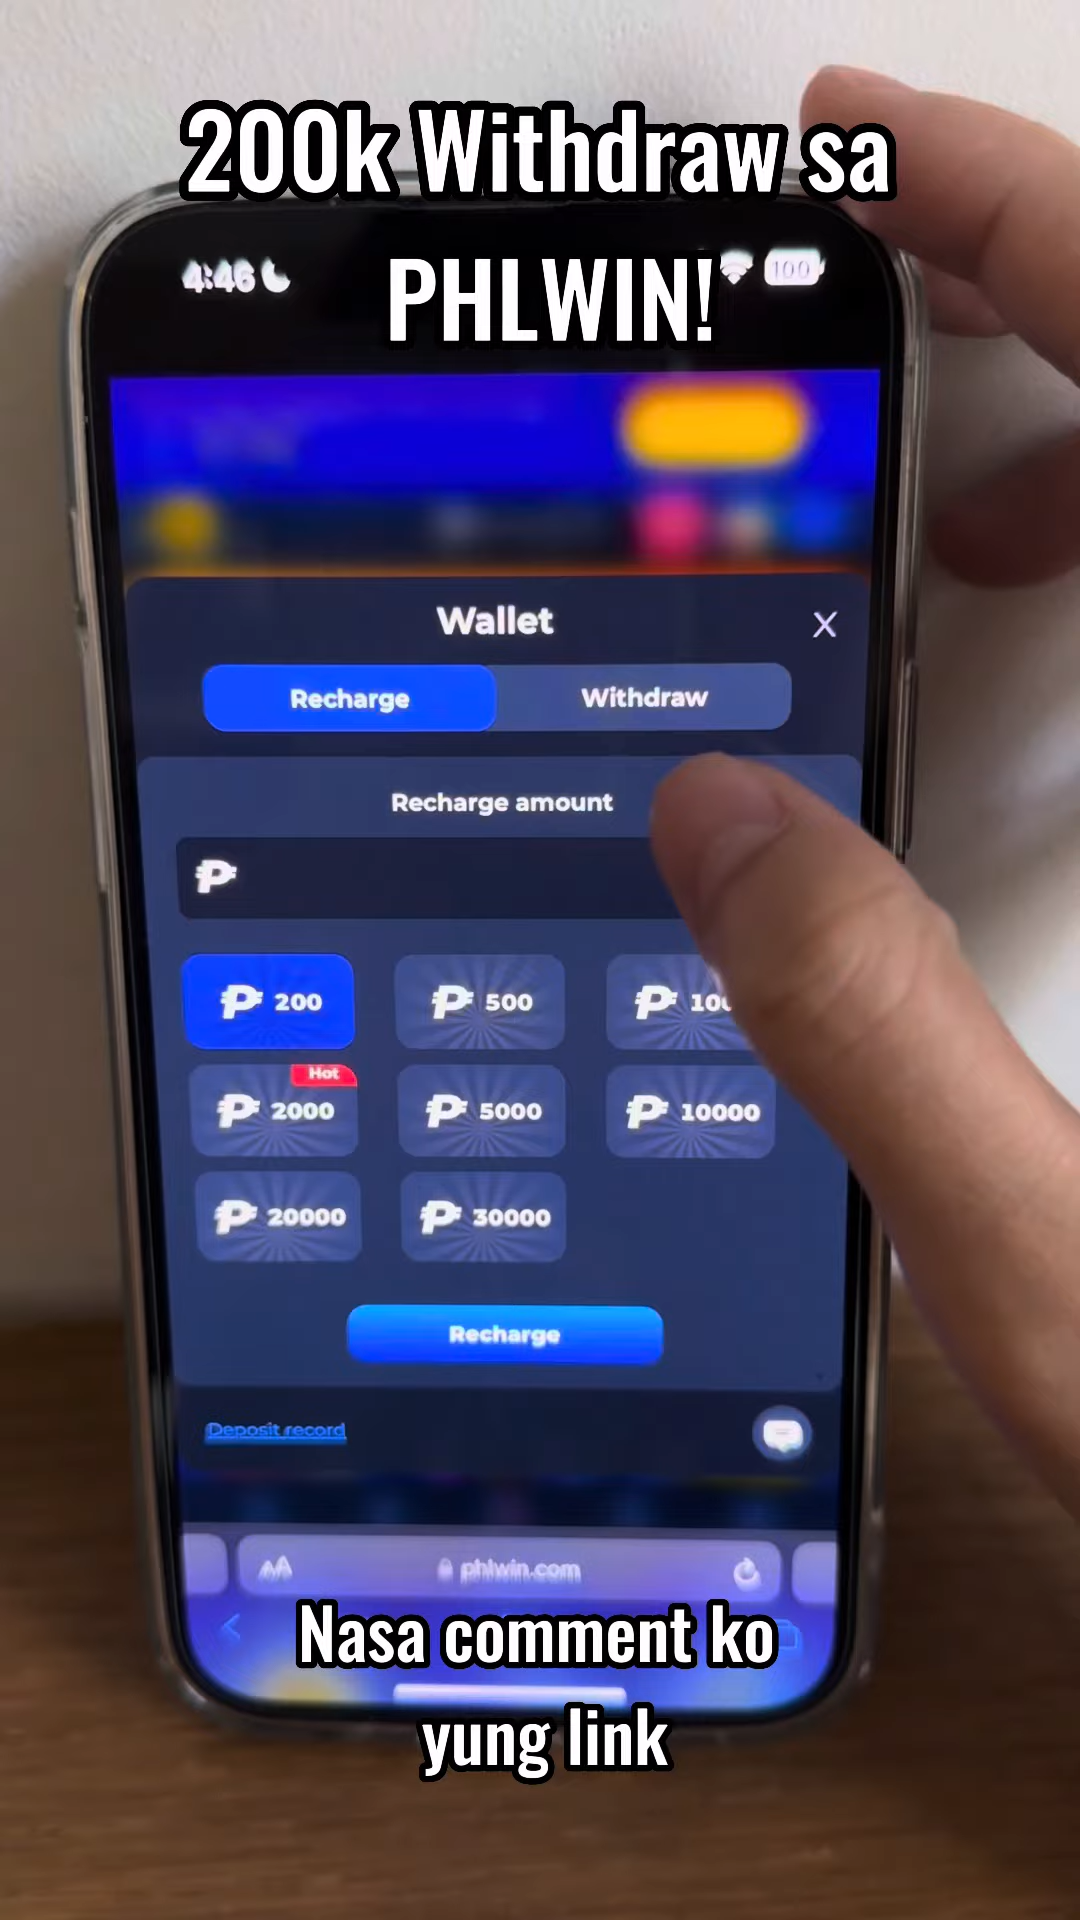 200k Withdraw sa
PHLWIN!
4:46
100
Wallet
X
Recharge
Withdraw
Recharge amount
₱
₱ 200
₱ 500
₱
Hot
₱ 2000
₱ 5000
₱ 10000
₱ 20000
₱ 30000
Recharge
Deposit record
AA
phlwin.com
Nasa comment ko
yung link